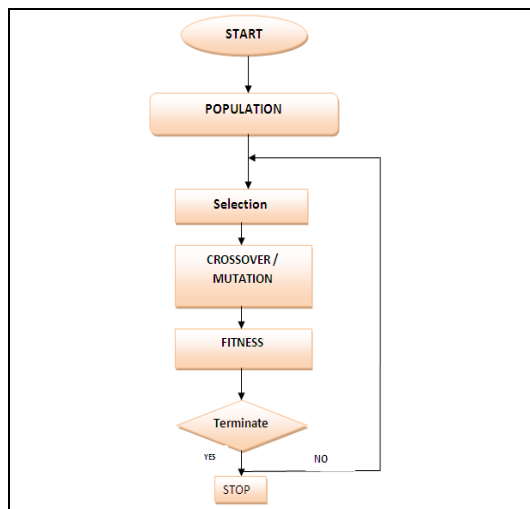 START
POPULATION
Selection
CROSSOVER /
MUTATION
FITNESS
Terminate
YES
NO
STOP